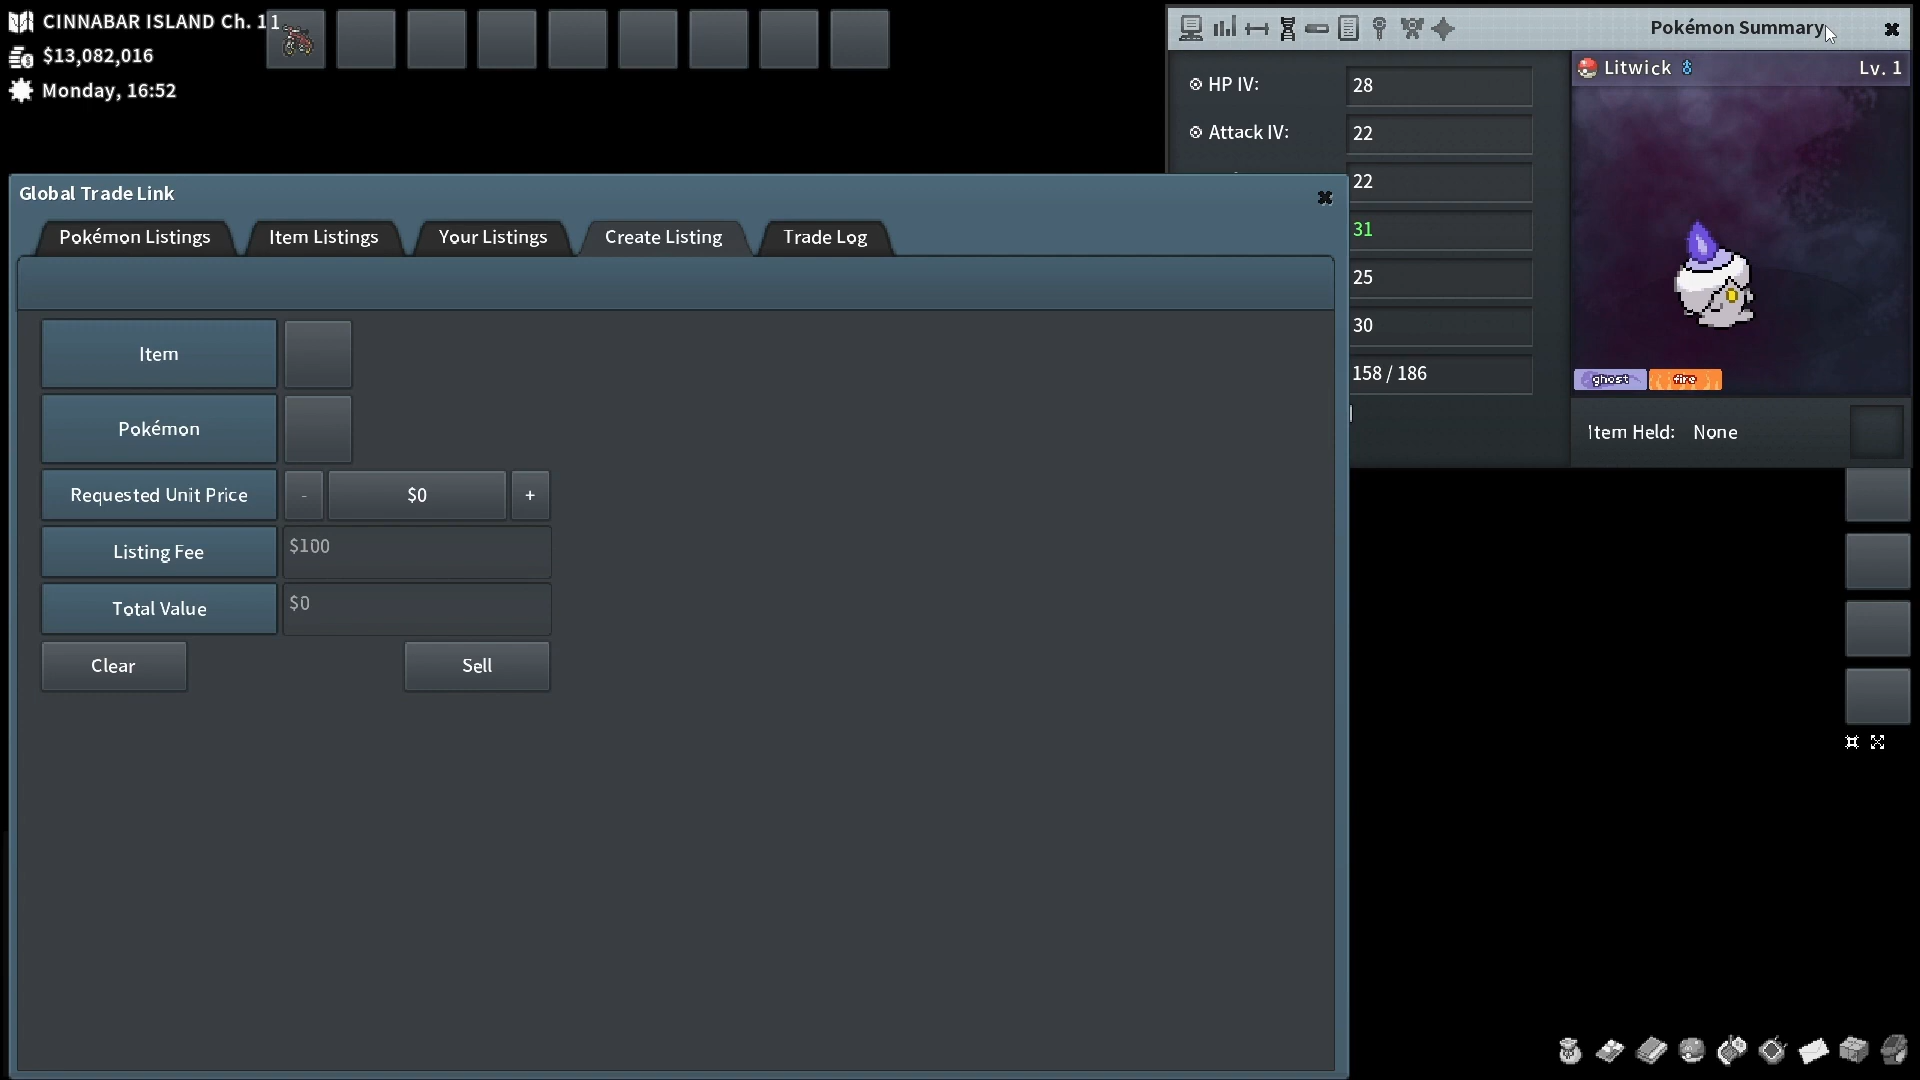 CINNABAR ISLAND Ch. 11
$13,082,016
Monday, 16:52
Pokémon Summary
HP IV: 28
Attack IV: 22
22
31
25
30
158 / 186
Litwick Lv. 1
ghost fire
Item Held: None
Global Trade Link
Pokémon Listings Item Listings Your Listings Create Listing Trade Log
Item
Pokémon
Requested Unit Price - $0 +
Listing Fee $100
Total Value $0
Clear Sell